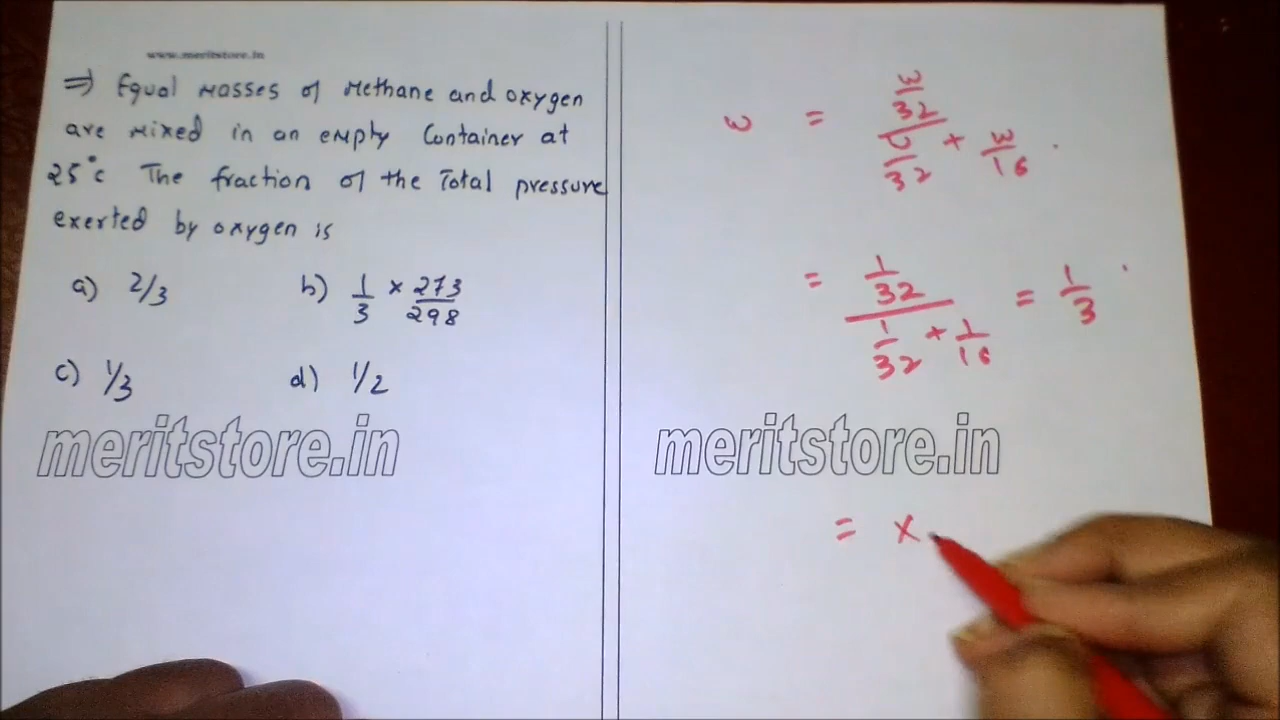 www.meritstore.in
⇒ Equal masses of Methane and oxygen
are mixed in an empty Container at
25°c The fraction of the Total pressure
exerted by oxygen is
a) 2/3 b) 1/3 × 273/298
c) 1/3 d) 1/2
meritstore.in
ω = (ω/32)/(ω/32 + ω/16)
= (1/32)/(1/32 + 1/16) = 1/3
meritstore.in
= x